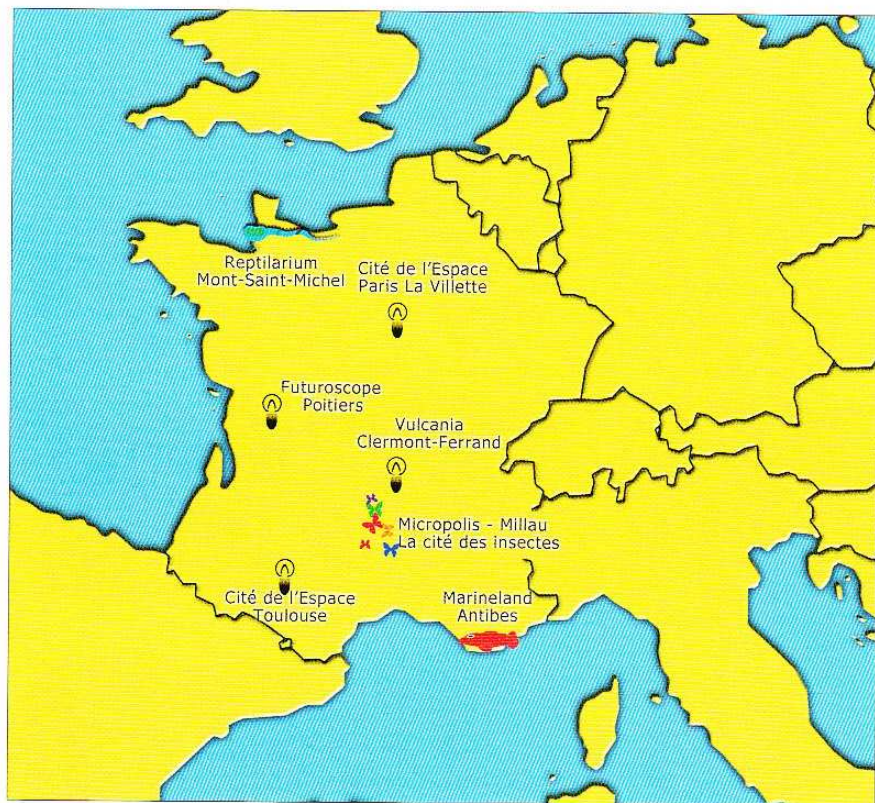 Reptilarium
Mont-Saint-Michel
Cité de l'Espace
Paris La Villette
Futuroscope
Poitiers
Vulcania
Clermont-Ferrand
Micropolis - Millau
La cité des insectes
Cité de l'Espace
Toulouse
Marineland
Antibes